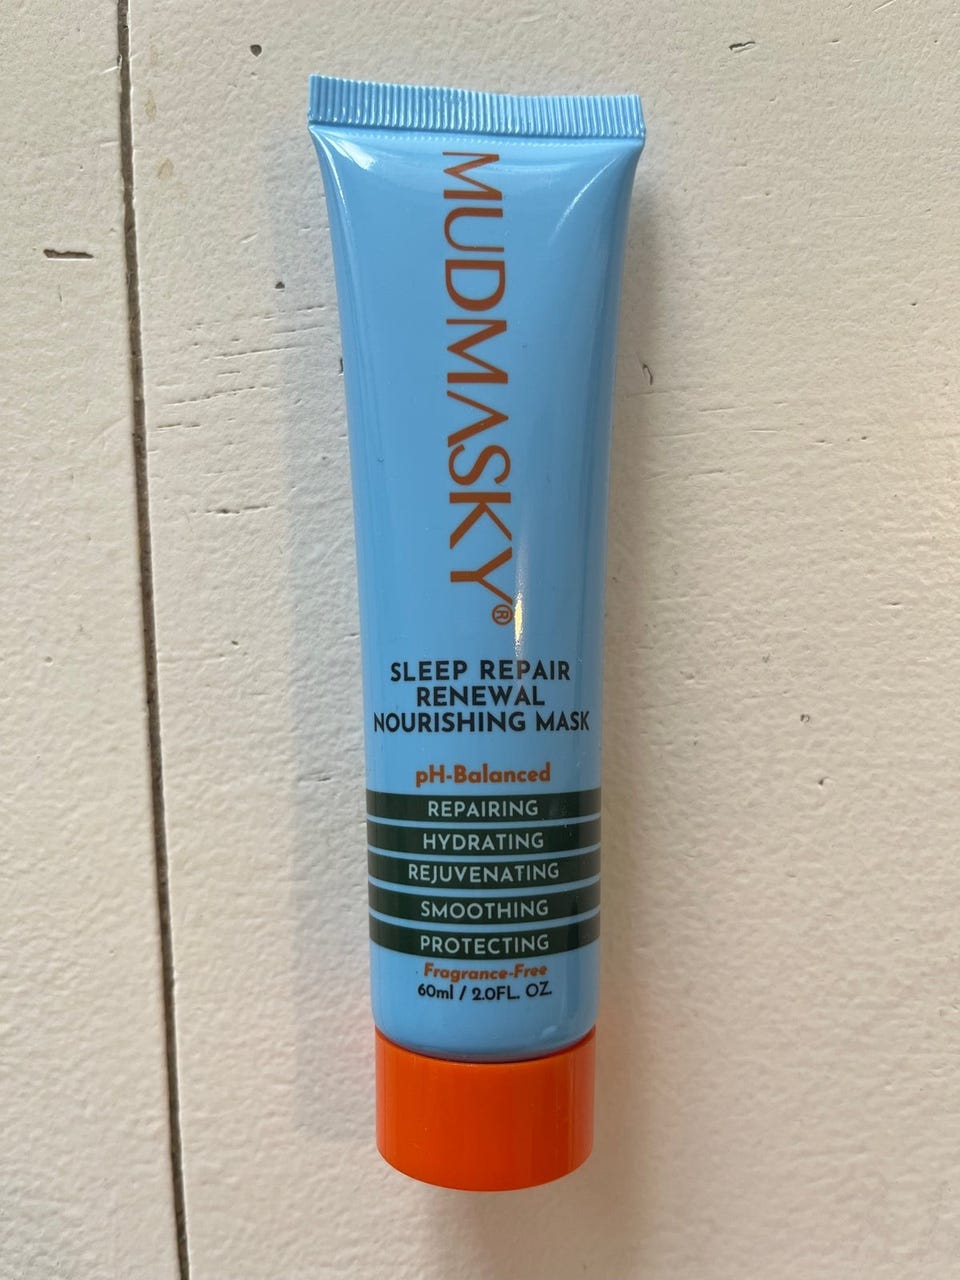 MUDMASKY®
SLEEP REPAIR
RENEWAL
NOURISHING MASK
pH-Balanced
REPAIRING
HYDRATING
REJUVENATING
SMOOTHING
PROTECTING
Fragrance-Free
60ml / 2.0FL. OZ.